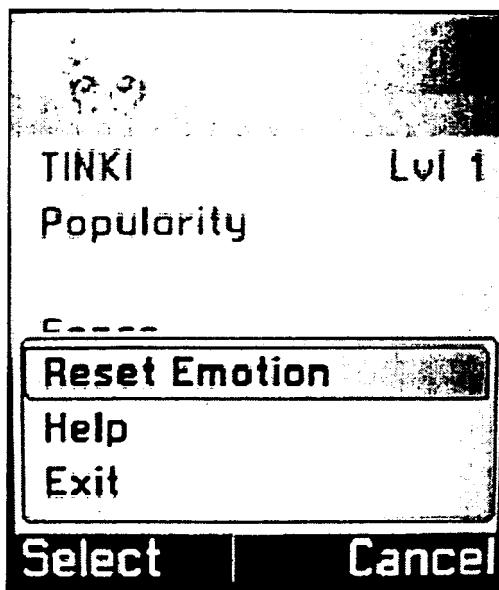 TINKI Lvl 1
Popularity
Reset Emotion
Help
Exit
Select Cancel